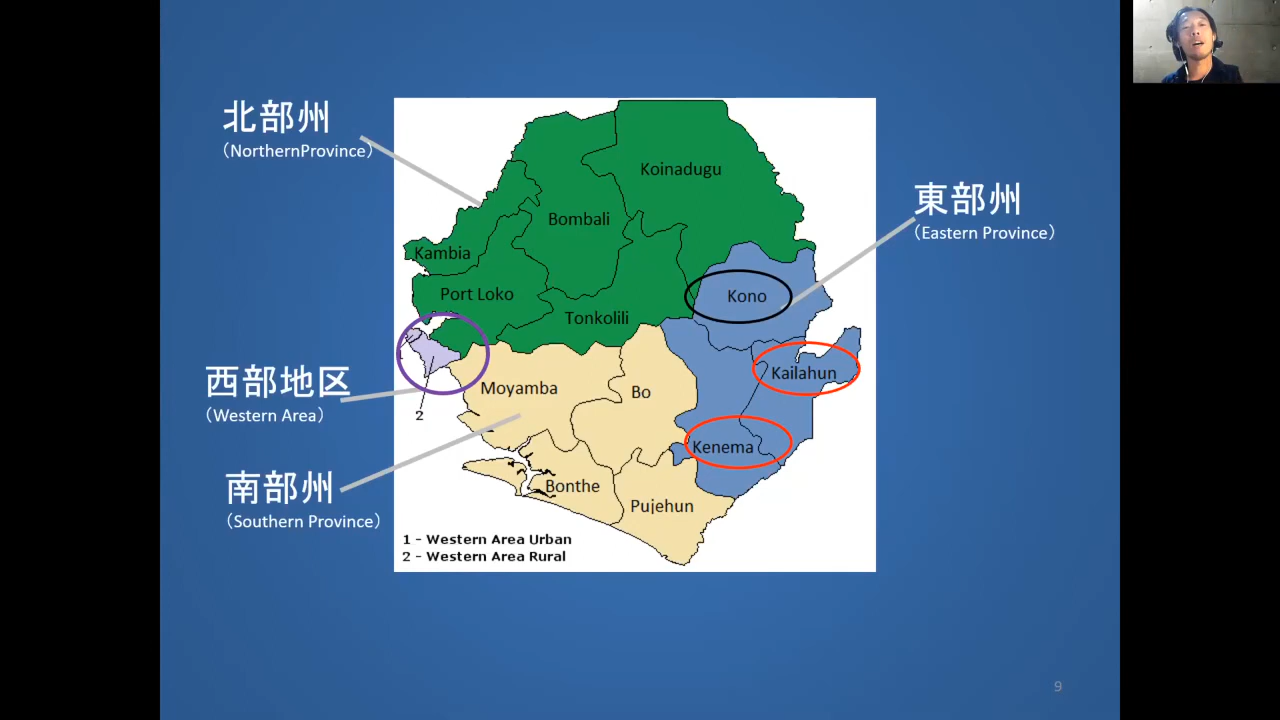 北部州
（NorthernProvince）
東部州
（Eastern Province）
西部地区
（Western Area）
南部州
（Southern Province）
Koinadugu
Bombali
Kambia
Port Loko
Kono
Tonkolili
1
2
Kailahun
Moyamba
Bo
Kenema
Bonthe
Pujehun
1 - Western Area Urban
2 - Western Area Rural
9